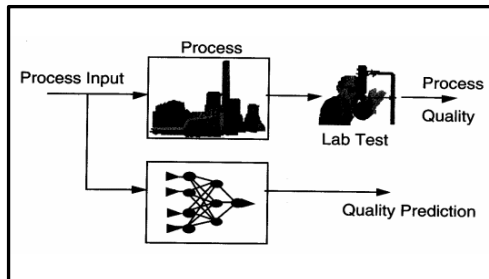 Process
Process Input
Process
Quality
Lab Test
Quality Prediction